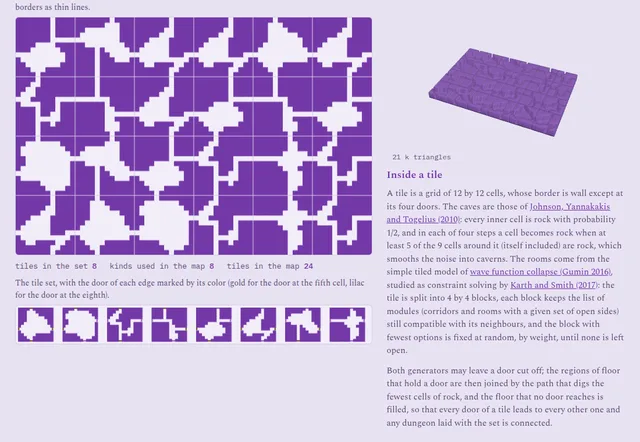 borders as thin lines.
tiles in the set 8 kinds used in the map 8 tiles in the map 24
The tile set, with the door of each edge marked by its color (gold for the door at the fifth cell, lilac
for the door at the eighth).
21 k triangles
Inside a tile
A tile is a grid of 12 by 12 cells, whose border is wall except at
its four doors. The caves are those of Johnson, Yannakakis
and Togelius (2010): every inner cell is rock with probability
1/2, and in each of four steps a cell becomes rock when at
least 5 of the 9 cells around it (itself included) are rock, which
smooths the noise into caverns. The rooms come from the
simple tiled model of wave function collapse (Gumin 2016),
studied as constraint solving by Karth and Smith (2017): the
tile is split into 4 by 4 blocks, each block keeps the list of
modules (corridors and rooms with a given set of open sides)
still compatible with its neighbours, and the block with
fewest options is fixed at random, by weight, until none is left
open.
Both generators may leave a door cut off; the regions of floor
that hold a door are then joined by the path that digs the
fewest cells of rock, and the floor that no door reaches is
filled, so that every door of a tile leads to every other one and
any dungeon laid with the set is connected.